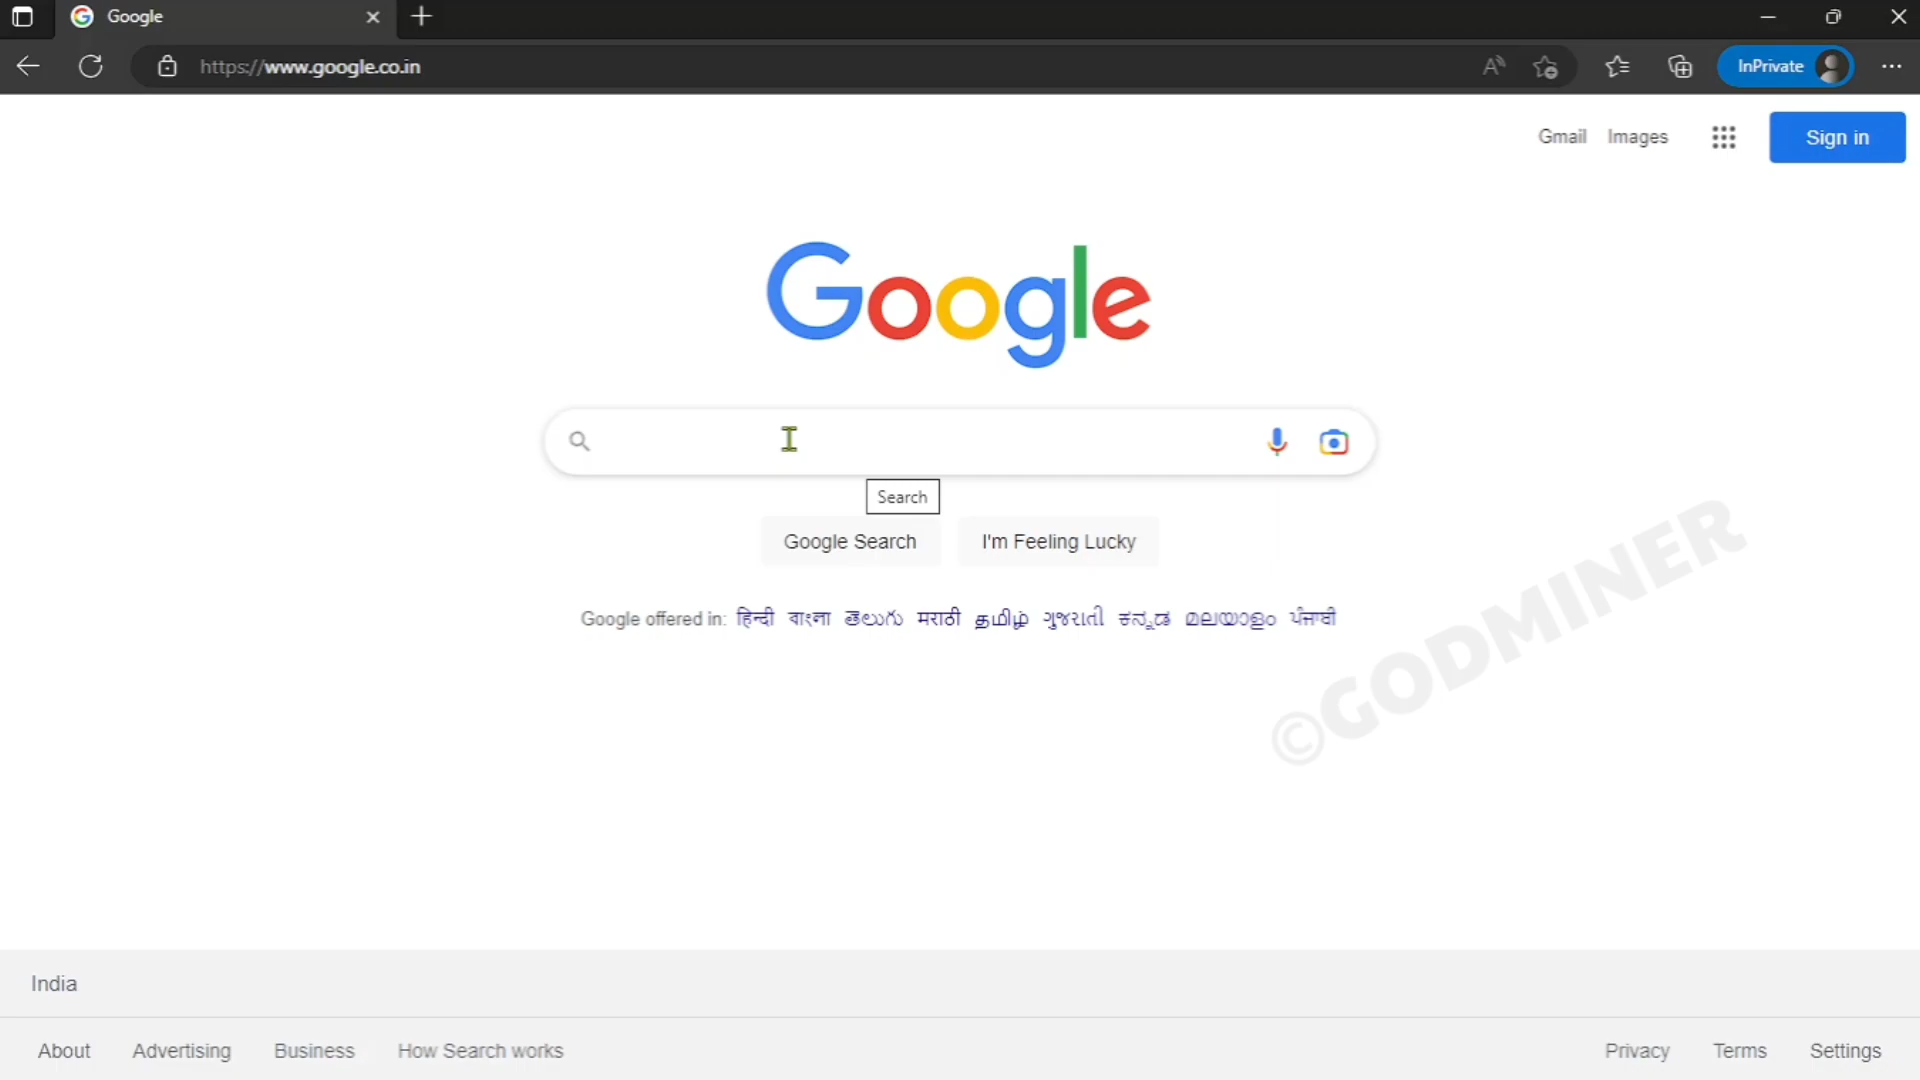 Google
https://www.google.co.in
InPrivate
Gmail Images Sign in
Google
Search
Google Search I'm Feeling Lucky
Google offered in: हिन्दी বাংলা తెలుగు मराठी தமிழ் ગુજરાતી ಕನ್ನಡ മലയാളം ਪੰਜਾਬੀ
©GODMINER
India
About Advertising Business How Search works Privacy Terms Settings